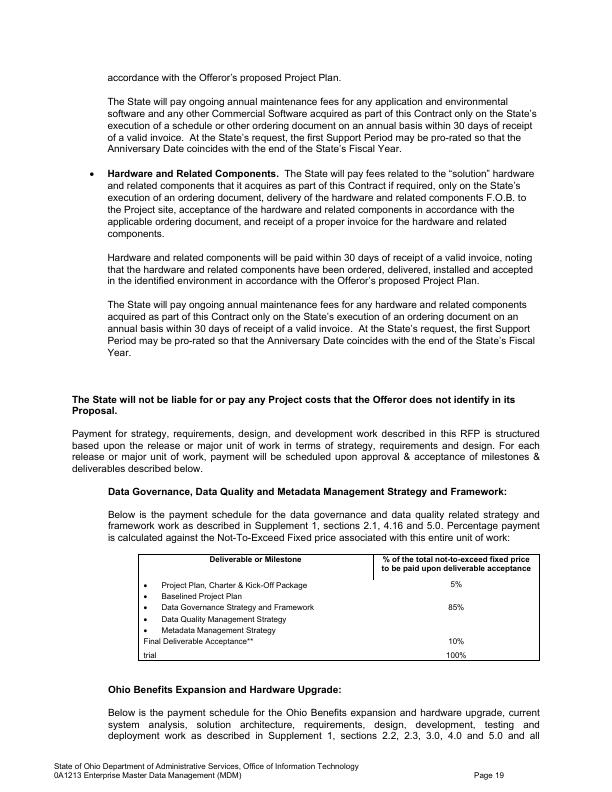 accordance with the Offeror's proposed Project Plan.
The State will pay ongoing annual maintenance fees for any application and environmental
software and any other Commercial Software acquired as part of this Contract only on the State's
execution of a schedule or other ordering document on an annual basis within 30 days of receipt
of a valid invoice.  At the State's request, the first Support Period may be pro-rated so that the
Anniversary Date coincides with the end of the State's Fiscal Year.
• Hardware and Related Components.  The State will pay fees related to the "solution" hardware
and related components that it acquires as part of this Contract if required, only on the State's
execution of an ordering document, delivery of the hardware and related components F.O.B. to
the Project site, acceptance of the hardware and related components in accordance with the
applicable ordering document, and receipt of a proper invoice for the hardware and related
components.
Hardware and related components will be paid within 30 days of receipt of a valid invoice, noting
that the hardware and related components have been ordered, delivered, installed and accepted
in the identified environment in accordance with the Offeror's proposed Project Plan.
The State will pay ongoing annual maintenance fees for any hardware and related components
acquired as part of this Contract only on the State's execution of an ordering document on an
annual basis within 30 days of receipt of a valid invoice.  At the State's request, the first Support
Period may be pro-rated so that the Anniversary Date coincides with the end of the State's Fiscal
Year.
The State will not be liable for or pay any Project costs that the Offeror does not identify in its
Proposal.
Payment for strategy, requirements, design, and development work described in this RFP is structured
based upon the release or major unit of work in terms of strategy, requirements and design. For each
release or major unit of work, payment will be scheduled upon approval & acceptance of milestones &
deliverables described below.
Data Governance, Data Quality and Metadata Management Strategy and Framework:
Below is the payment schedule for the data governance and data quality related strategy and
framework work as described in Supplement 1, sections 2.1, 4.16 and 5.0. Percentage payment
is calculated against the Not-To-Exceed Fixed price associated with this entire unit of work:
Deliverable or Milestone % of the total not-to-exceed fixed price
to be paid upon deliverable acceptance
• Project Plan, Charter & Kick-Off Package 5%
• Baselined Project Plan
• Data Governance Strategy and Framework 85%
• Data Quality Management Strategy
• Metadata Management Strategy
Final Deliverable Acceptance** 10%
trial 100%
Ohio Benefits Expansion and Hardware Upgrade:
Below is the payment schedule for the Ohio Benefits expansion and hardware upgrade, current
system analysis, solution architecture, requirements, design, development, testing and
deployment work as described in Supplement 1, sections 2.2, 2.3, 3.0, 4.0 and 5.0 and all
State of Ohio Department of Administrative Services, Office of Information Technology
0A1213 Enterprise Master Data Management (MDM) Page 19